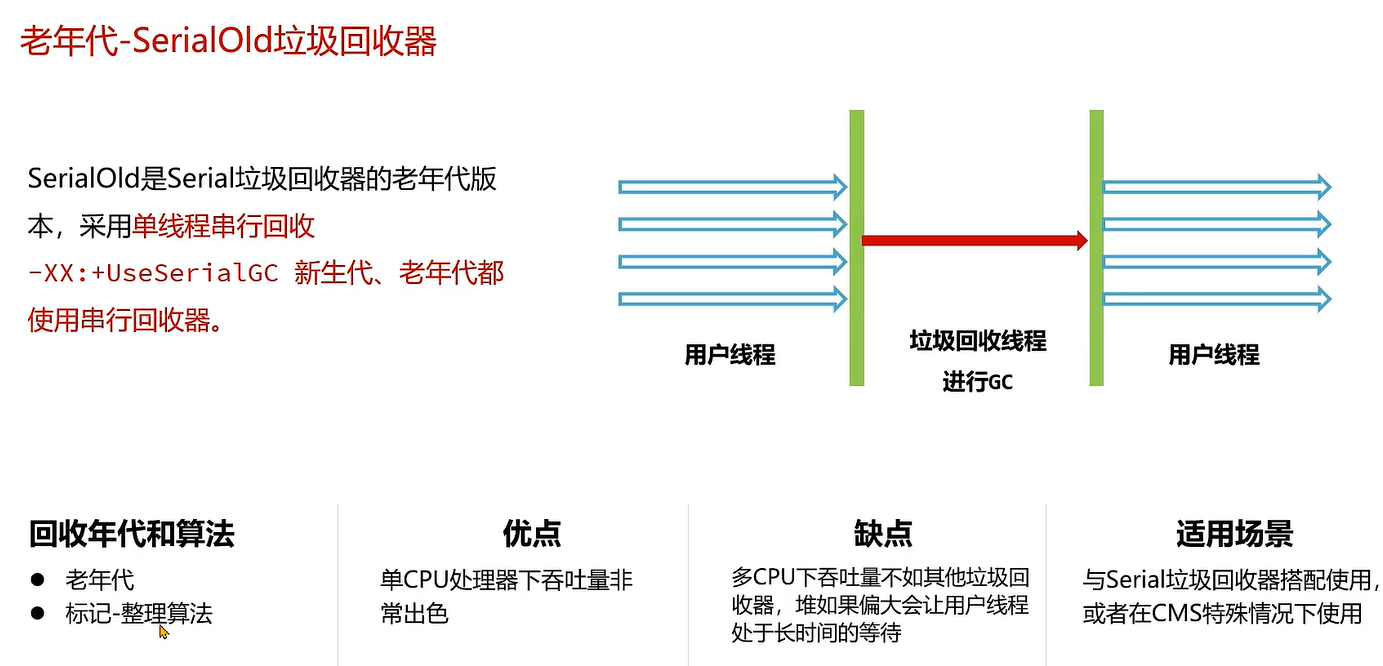 老年代-SerialOld垃圾回收器
SerialOld是Serial垃圾回收器的老年代版
本，采用单线程串行回收
-XX:+UseSerialGC 新生代、老年代都
使用串行回收器。
用户线程
垃圾回收线程
进行GC
用户线程
回收年代和算法
● 老年代
● 标记-整理算法
优点
单CPU处理器下吞吐量非
常出色
缺点
多CPU下吞吐量不如其他垃圾回
收器，堆如果偏大会让用户线程
处于长时间的等待
适用场景
与Serial垃圾回收器搭配使用，
或者在CMS特殊情况下使用